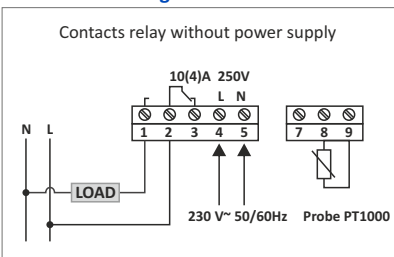 Contacts relay without power supply
10(4)A 250V
L N
1 2 3 4 5
7 8 9
N L
LOAD
230 V~ 50/60Hz
Probe PT1000